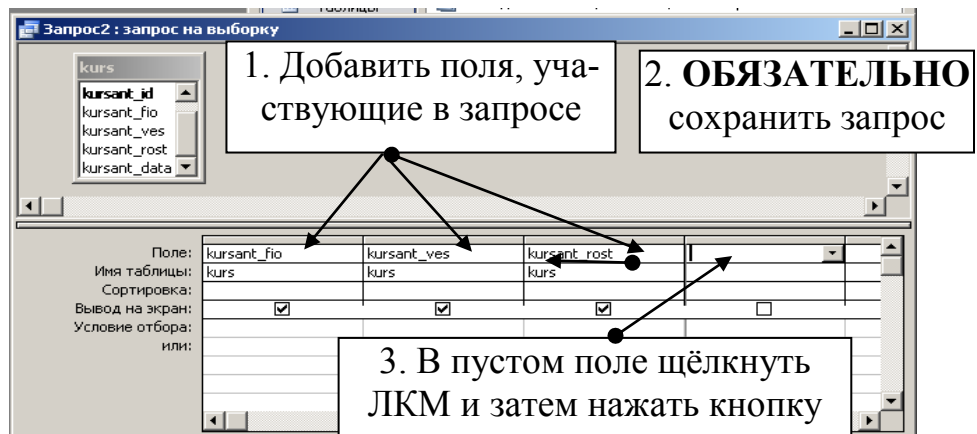 Таблицы
Запрос2 : запрос на выборку
kurs
kursant_id
kursant_fio
kursant_ves
kursant_rost
kursant_data
1. Добавить поля, уча-
ствующие в запросе
2. ОБЯЗАТЕЛЬНО
сохранить запрос
Поле: kursant_fio kursant_ves kursant_rost
Имя таблицы: kurs kurs kurs
Сортировка:
Вывод на экран:
Условие отбора:
или:
3. В пустом поле щёлкнуть
ЛКМ и затем нажать кнопку